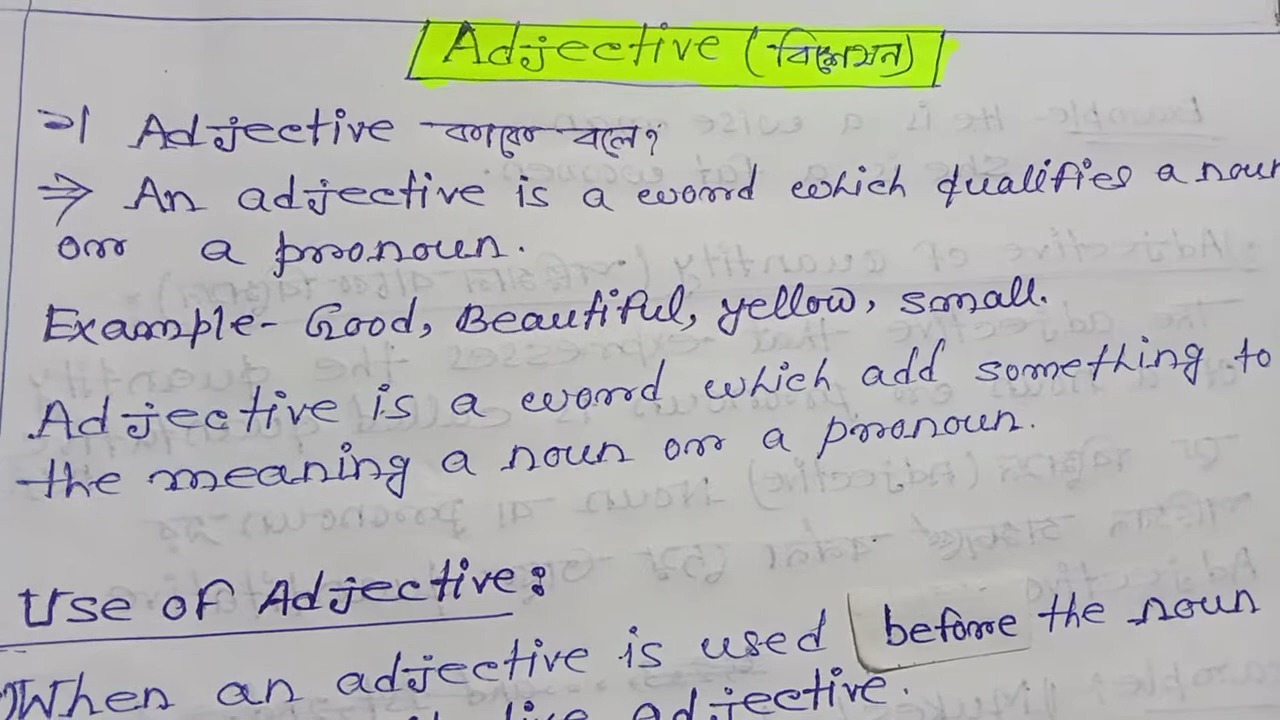 Adjective (বিশেষন)
১। Adjective কাকে বলে?
⇒ An adjective is a word which qualifies a noun
or a pronoun.
Example- Good, Beautiful, yellow, small.
Adjective is a word which add something to
the meaning a noun or a pronoun.
Use of Adjective:
When an adjective is used before the noun
adjective.